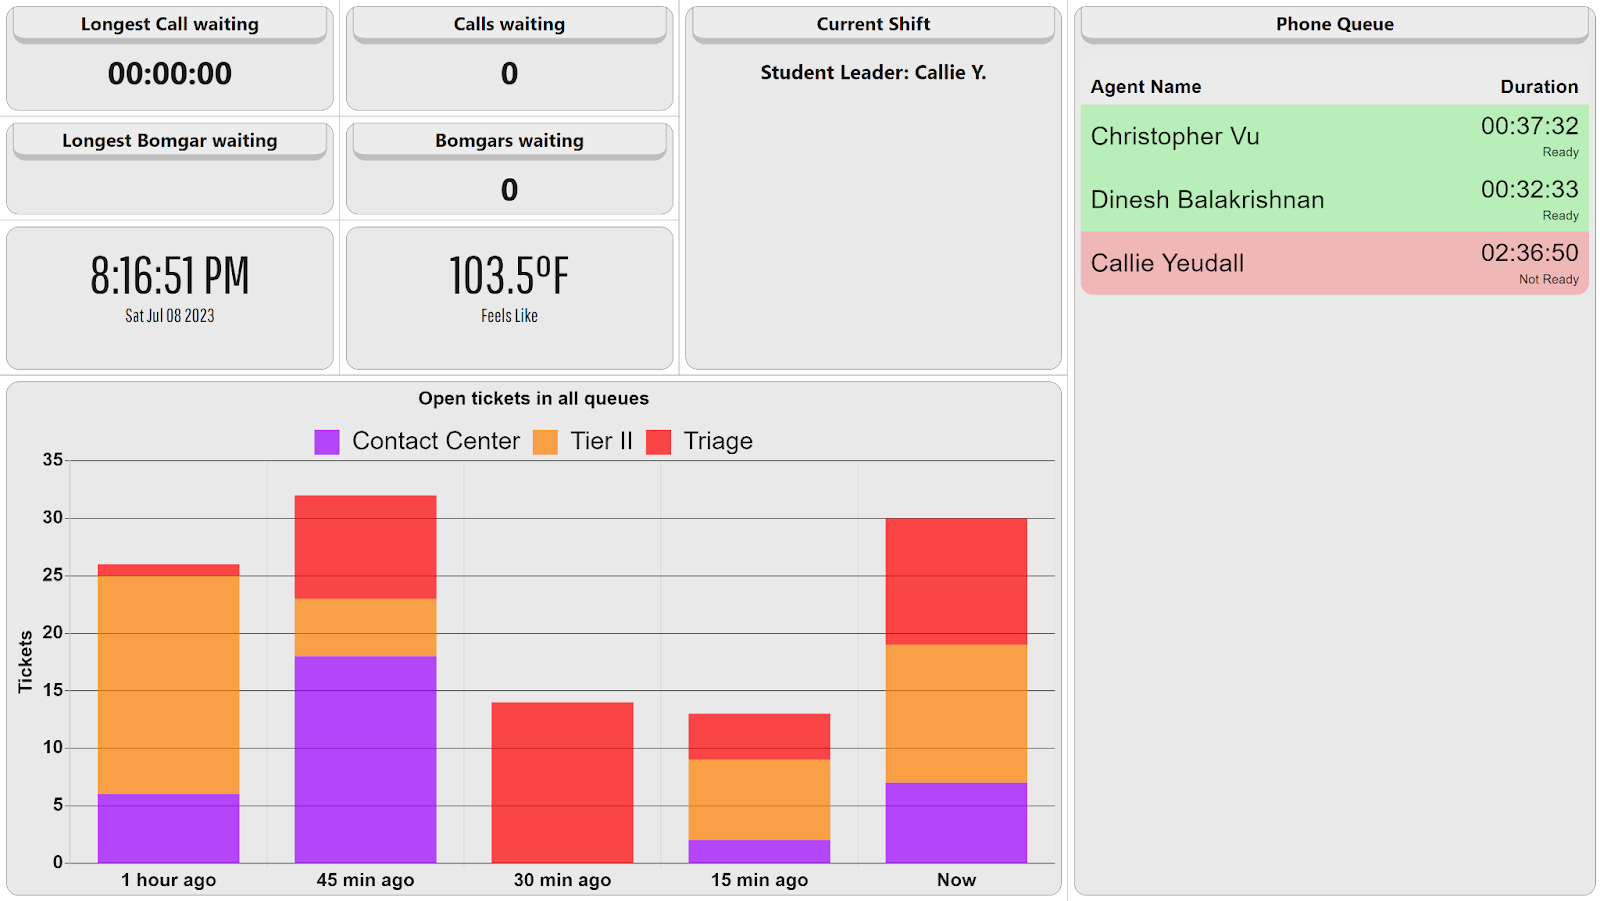 Longest Call waiting
00:00:00
Calls waiting
0
Current Shift
Student Leader: Callie Y.
Longest Bomgar waiting
Bomgars waiting
0
8:16:51 PM
Sat Jul 08 2023
103.5ºF
Feels Like
Phone Queue
Agent Name Duration
Christopher Vu 00:37:32
Ready
Dinesh Balakrishnan 00:32:33
Ready
Callie Yeudall 02:36:50
Not Ready
Open tickets in all queues
Contact Center Tier II Triage
Tickets
35
30
25
20
15
10
5
0
1 hour ago 45 min ago 30 min ago 15 min ago Now